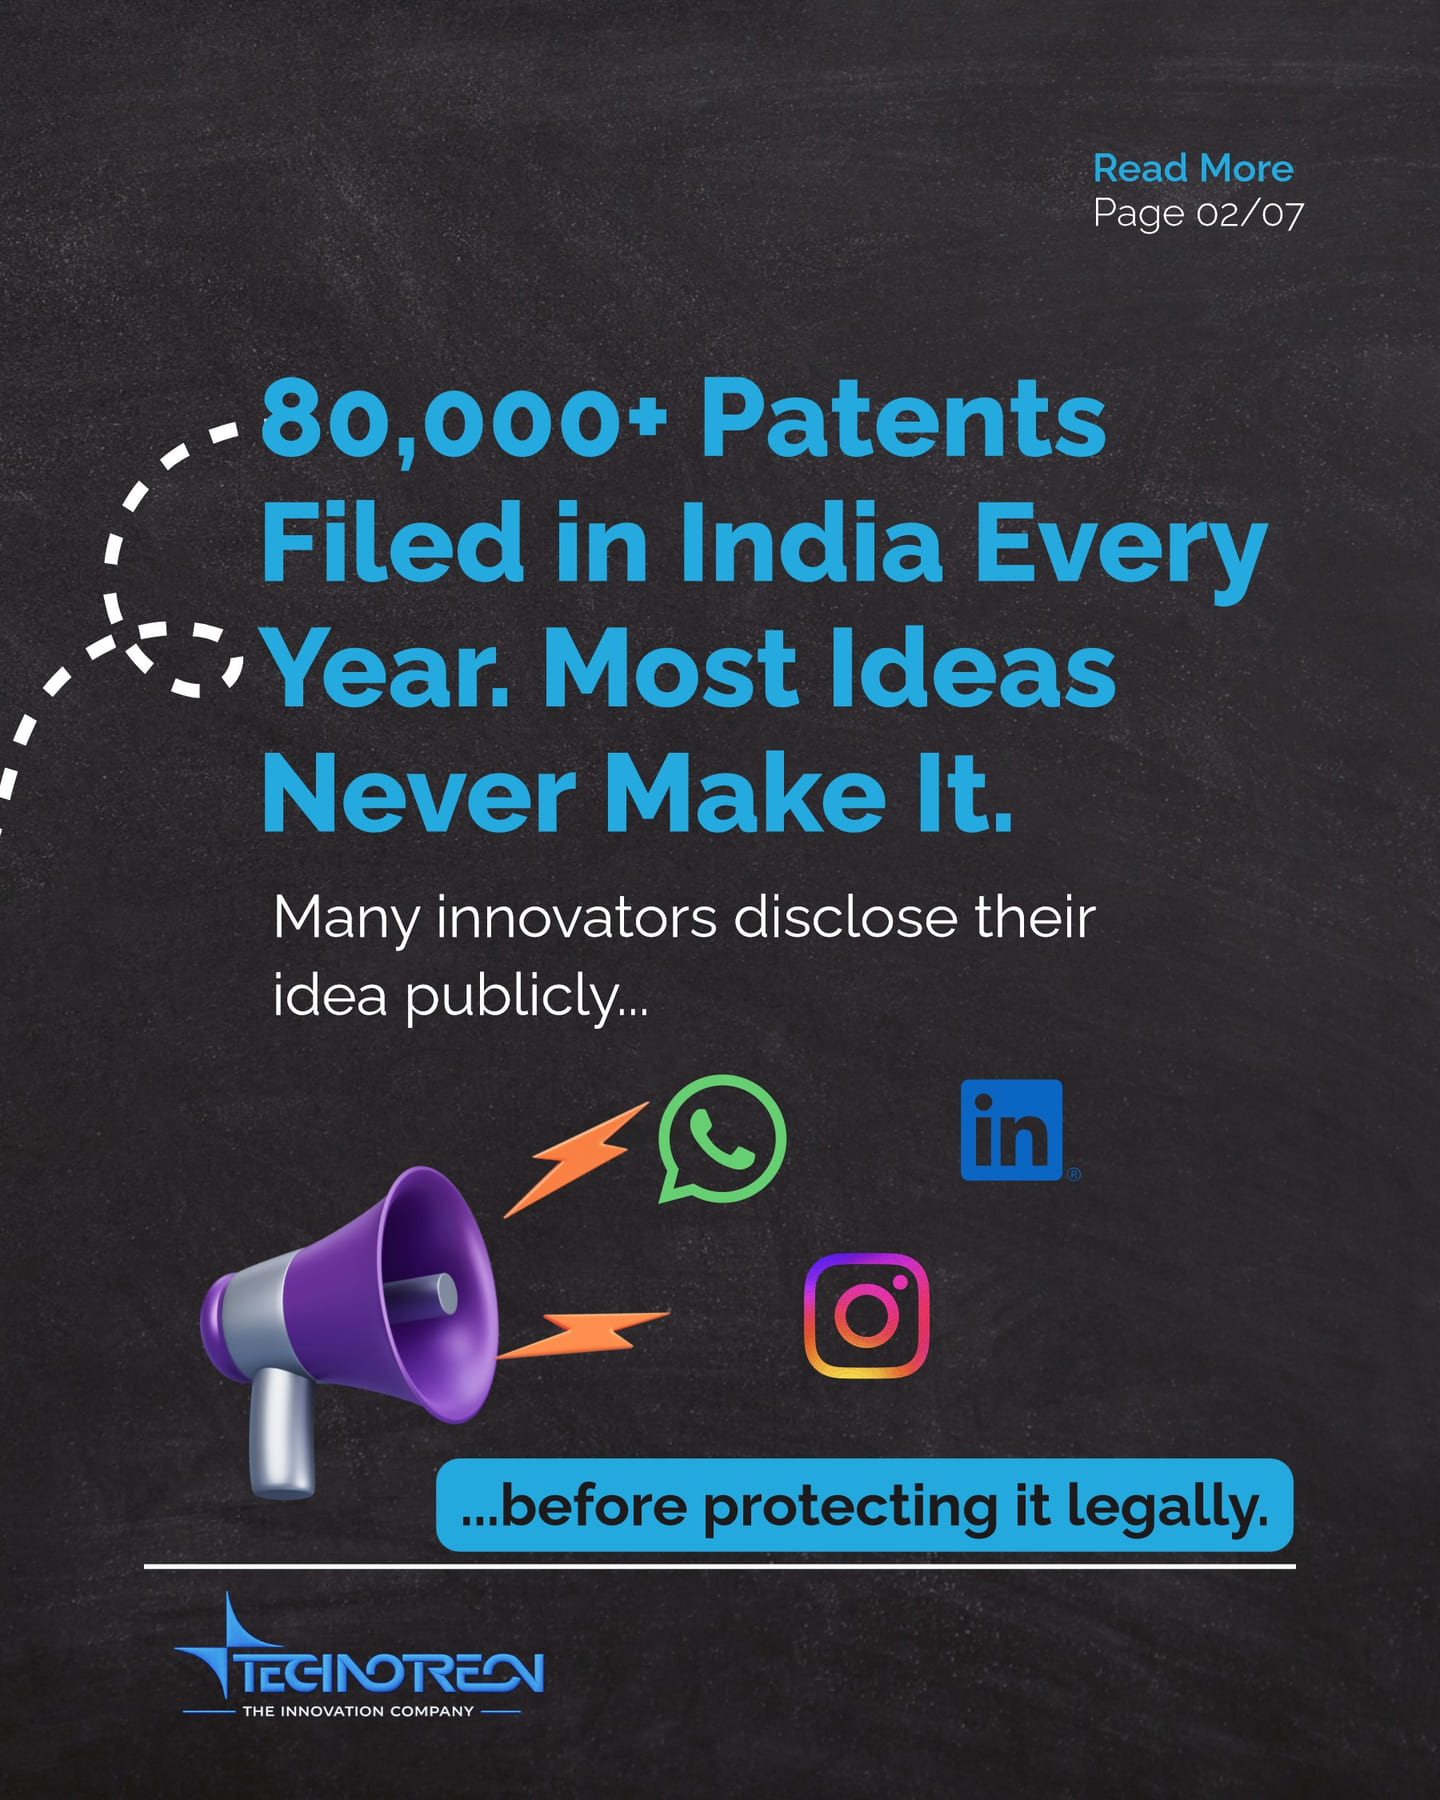 Read More
Page 02/07
80,000+ Patents
Filed in India Every
Year. Most Ideas
Never Make It.
Many innovators disclose their
idea publicly...
in
®
...before protecting it legally.
TECHNOTREON
THE INNOVATION COMPANY